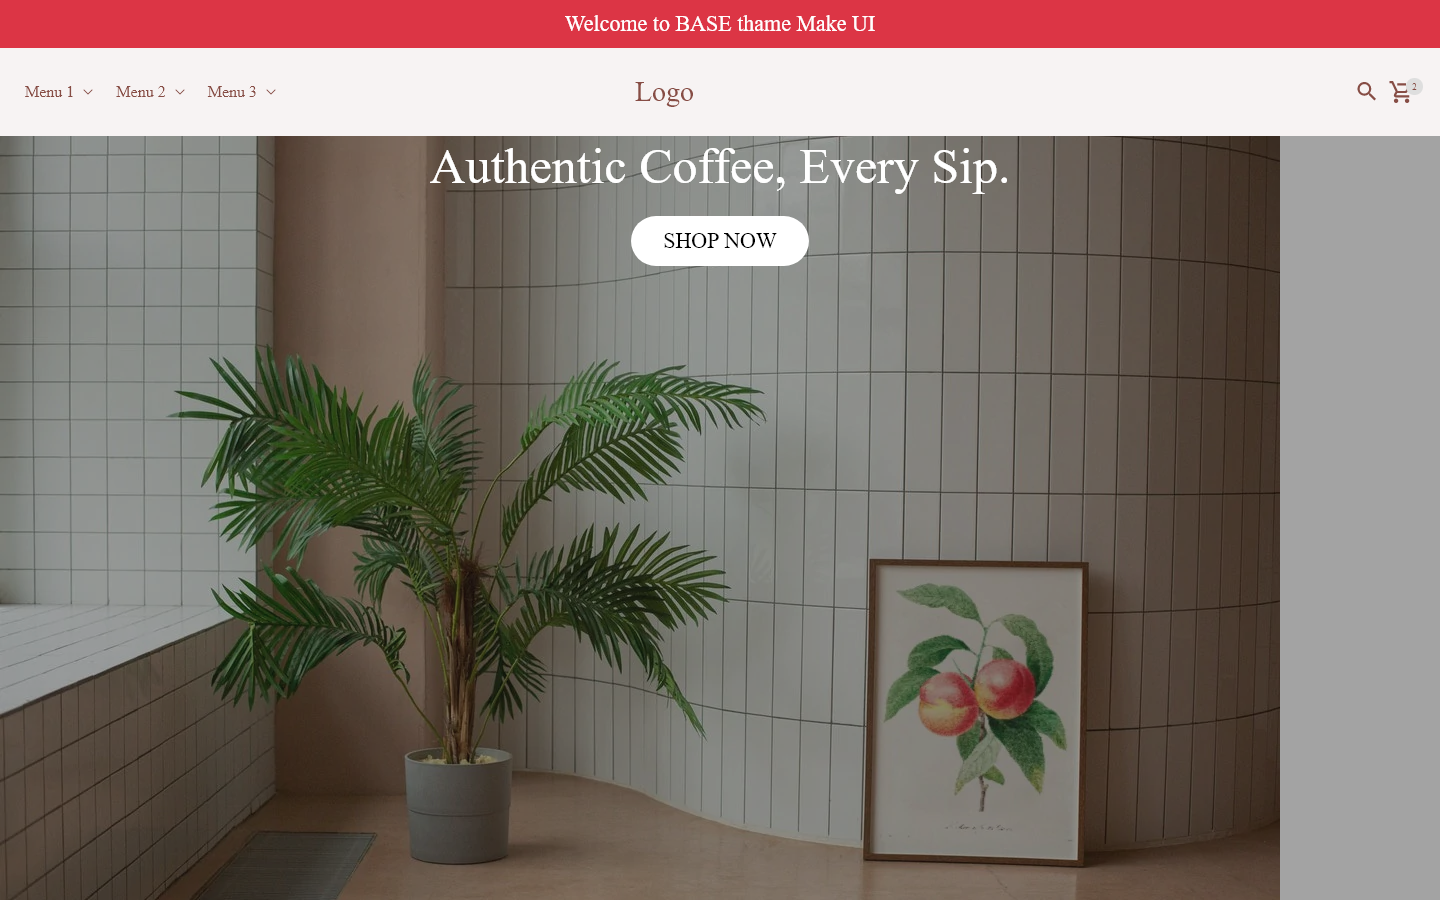 Welcome to BASE thame Make UI
Menu 1
Menu 2
Menu 3
Logo
2
Authentic Coffee, Every Sip.
SHOP NOW